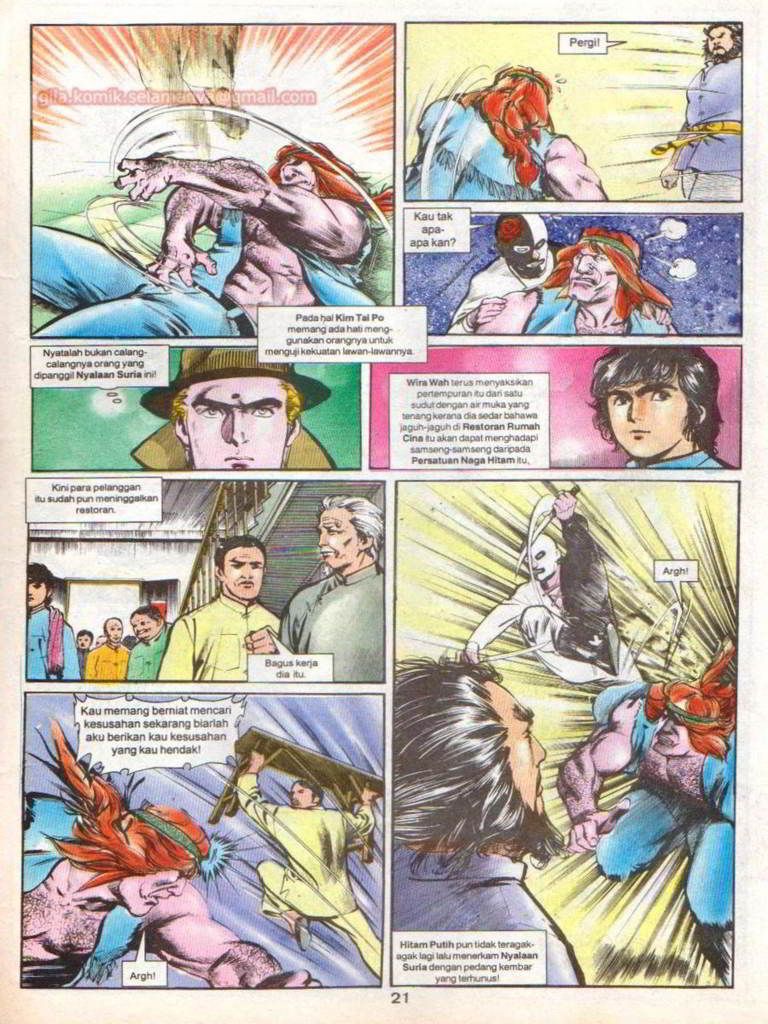 gila.komik.selamanya@gmail.com
Pergi!
Kau tak
apa-
apa kan?
Pada hal Kim Tai Po
memang ada hati meng-
gunakan orangnya untuk
menguji kekuatan lawan-lawannya.
Nyatalah bukan calang-
calangnya orang yang
dipanggil Nyalaan Suria ini!
Wira Wah terus menyaksikan
pertempuran itu dari satu
sudut dengan air muka yang
tenang kerana dia sedar bahawa
jaguh-jaguh di Restoran Rumah
Cina itu akan dapat menghadapi
samseng-samseng daripada
Persatuan Naga Hitam itu.
Kini para pelanggan
itu sudah pun meninggalkan
restoran.
Bagus kerja
dia itu.
Argh!
Kau memang berniat mencari
kesusahan sekarang biarlah
aku berikan kau kesusahan
yang kau hendak!
Argh!
Hitam Putih pun tidak teragak-
agak lagi lalu menerkam Nyalaan
Suria dengan pedang kembar
yang terhunus!
21